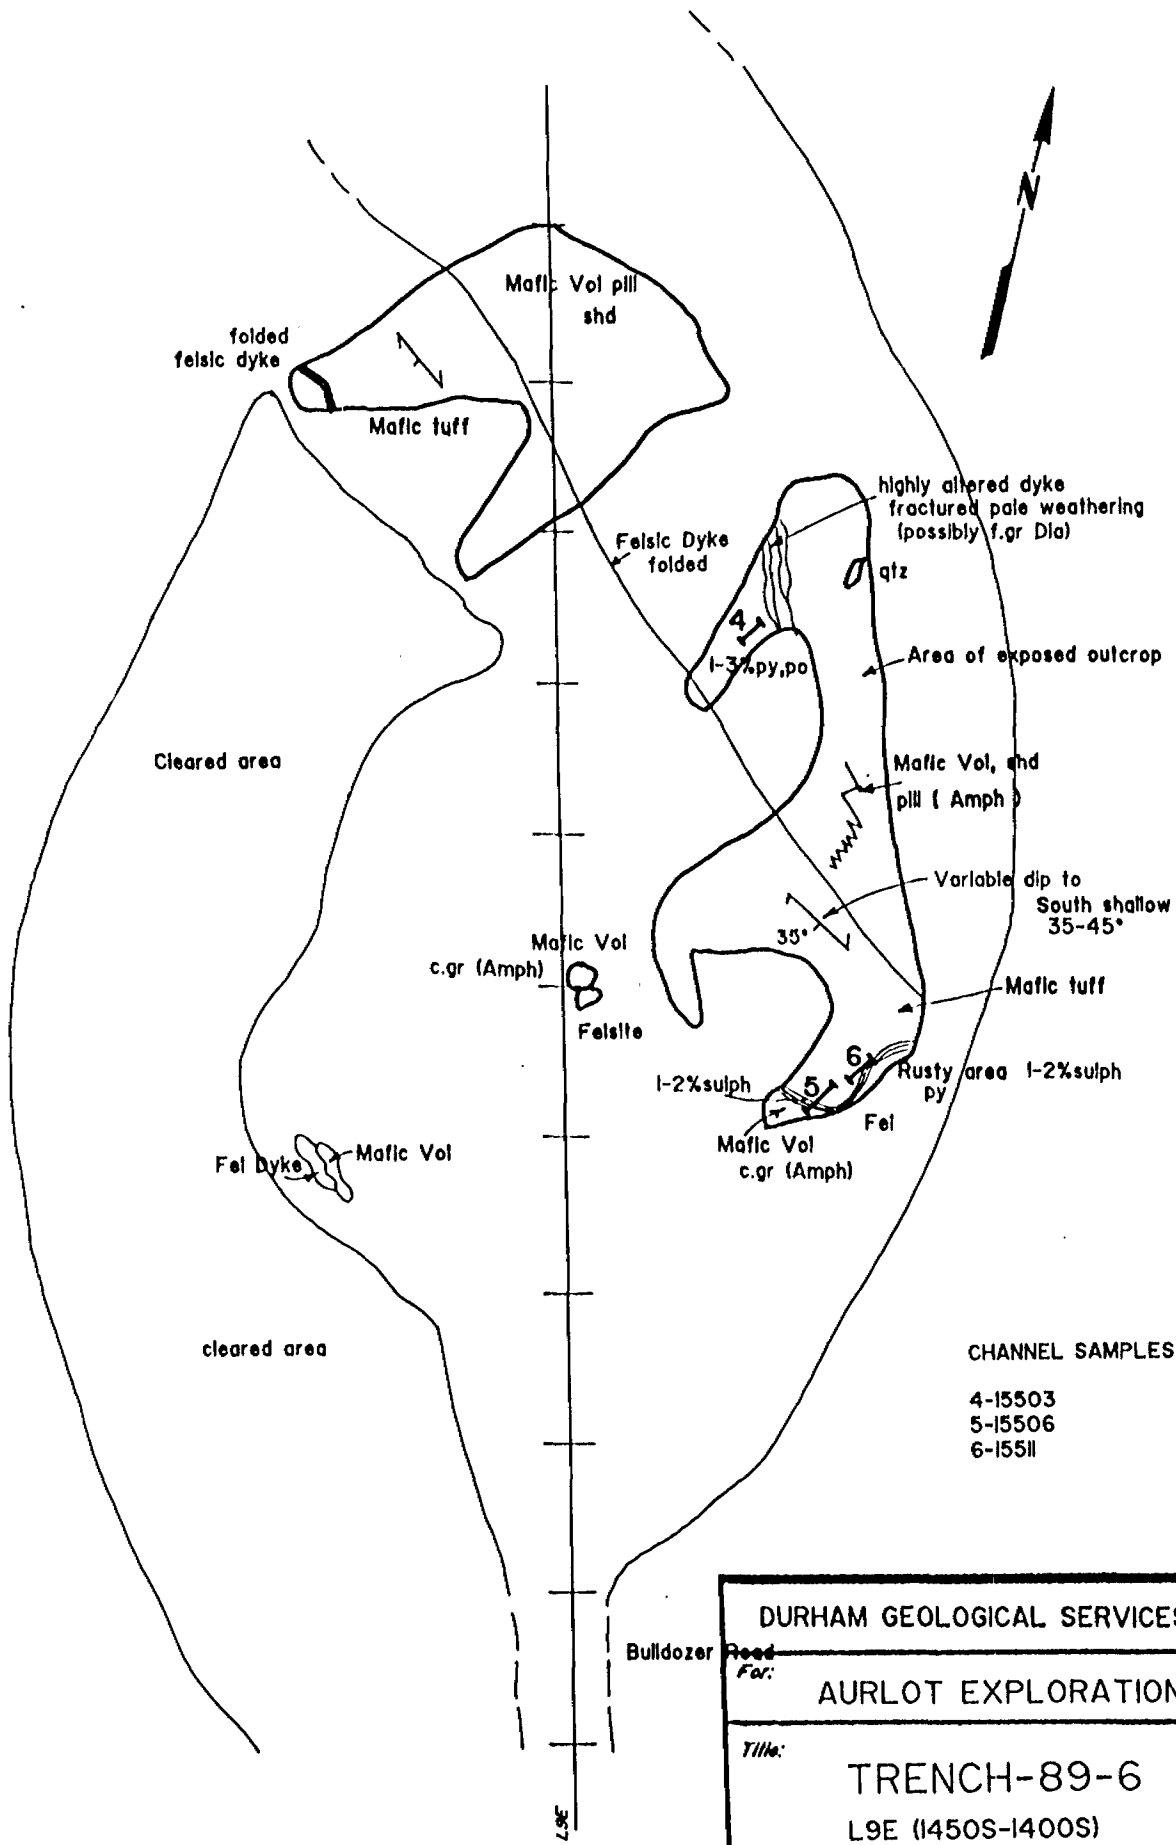 N
Mafic Vol pill
shd
folded
felsic dyke
Mafic tuff
highly altered dyke
fractured pale weathering
(possibly f.gr Dia)
Felsic Dyke
folded
qtz
4
1-3%py,po
Area of exposed outcrop
Cleared area
Mafic Vol, shd
pill ( Amph )
Variable dip to
South shallow
35-45°
35°
Mafic Vol
c.gr (Amph)
Felsite
Mafic tuff
6
Rusty area 1-2%sulph
py
1-2%sulph
5
Fel
Mafic Vol
c.gr (Amph)
Fel Dyke
Mafic Vol
cleared area
CHANNEL SAMPLES
4-15503
5-15506
6-15511
Bulldozer Road
DURHAM GEOLOGICAL SERVICES
For:
AURLOT EXPLORATION
Title:
TRENCH-89-6
L9E (1450S-1400S)
L9E